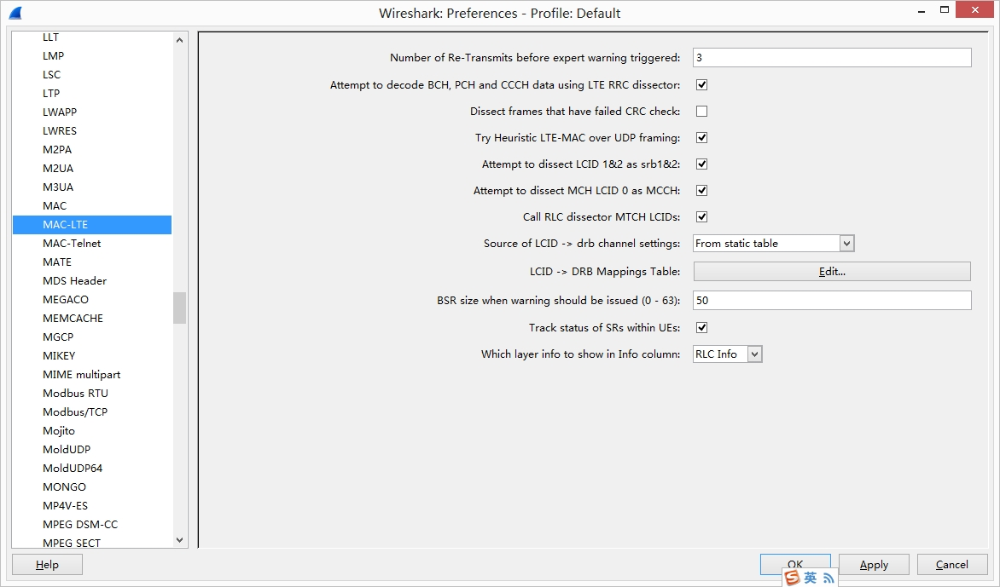 Wireshark: Preferences - Profile: Default
LLT
LMP
LSC
LTP
LWAPP
LWRES
M2PA
M2UA
M3UA
MAC
MAC-LTE
MAC-Telnet
MATE
MDS Header
MEGACO
MEMCACHE
MGCP
MIKEY
MIME multipart
Modbus RTU
Modbus/TCP
Mojito
MoldUDP
MoldUDP64
MONGO
MP4V-ES
MPEG DSM-CC
MPEG SECT
Number of Re-Transmits before expert warning triggered: 3
Attempt to decode BCH, PCH and CCCH data using LTE RRC dissector:
Dissect frames that have failed CRC check:
Try Heuristic LTE-MAC over UDP framing:
Attempt to dissect LCID 1&2 as srb1&2:
Attempt to dissect MCH LCID 0 as MCCH:
Call RLC dissector MTCH LCIDs:
Source of LCID -> drb channel settings: From static table
LCID -> DRB Mappings Table: Edit...
BSR size when warning should be issued (0 - 63): 50
Track status of SRs within UEs:
Which layer info to show in Info column: RLC Info
Help OK Apply Cancel
S 英